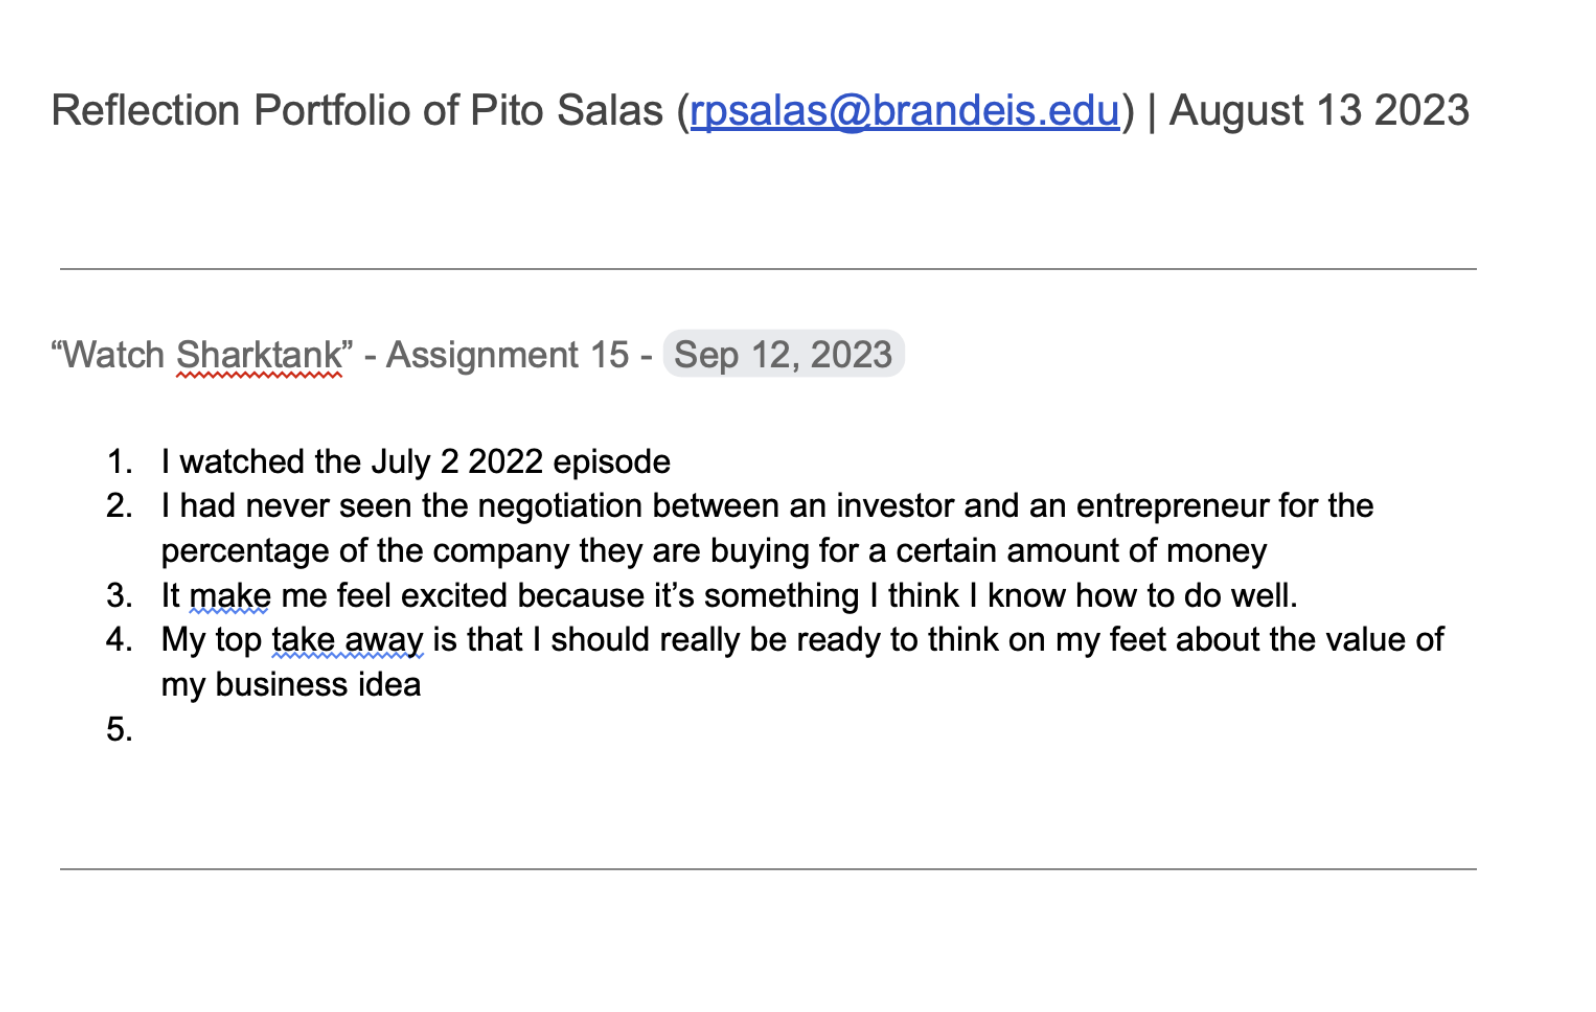 Reflection Portfolio of Pito Salas (rpsalas@brandeis.edu) | August 13 2023
“Watch Sharktank” - Assignment 15 - Sep 12, 2023
1. I watched the July 2 2022 episode
2. I had never seen the negotiation between an investor and an entrepreneur for the
percentage of the company they are buying for a certain amount of money
3. It make me feel excited because it’s something I think I know how to do well.
4. My top take away is that I should really be ready to think on my feet about the value of
my business idea
5.